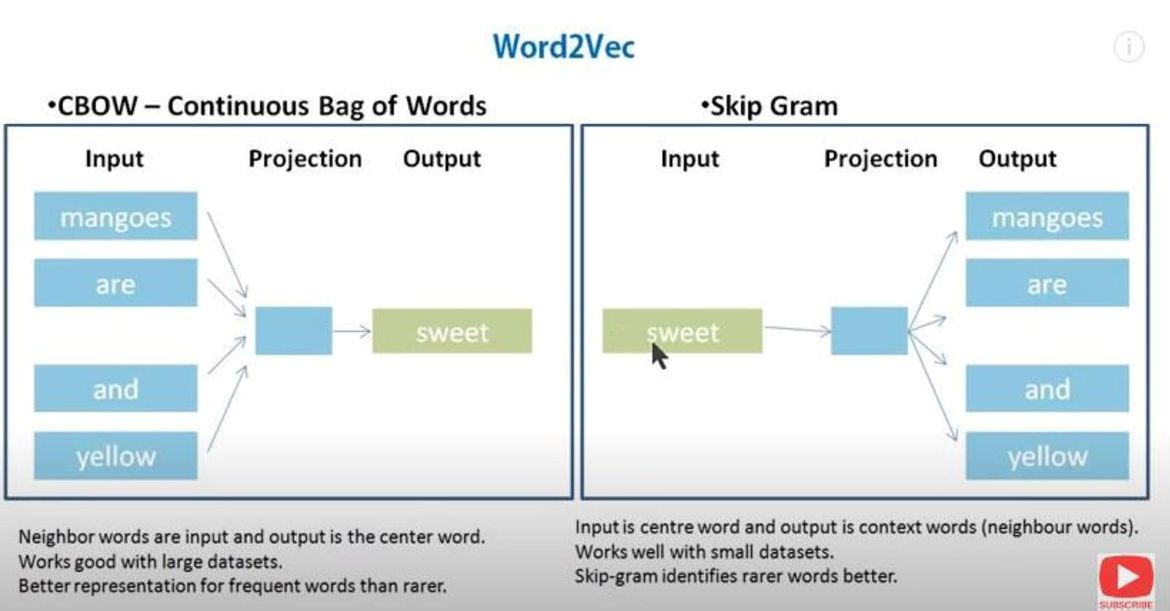 Word2Vec
•CBOW – Continuous Bag of Words
Input Projection Output
mangoes
are
sweet
and
yellow
Neighbor words are input and output is the center word.
Works good with large datasets.
Better representation for frequent words than rarer.
•Skip Gram
Input Projection Output
mangoes
are
sweet
and
yellow
Input is centre word and output is context words (neighbour words).
Works well with small datasets.
Skip-gram identifies rarer words better.
SUBSCRIBE